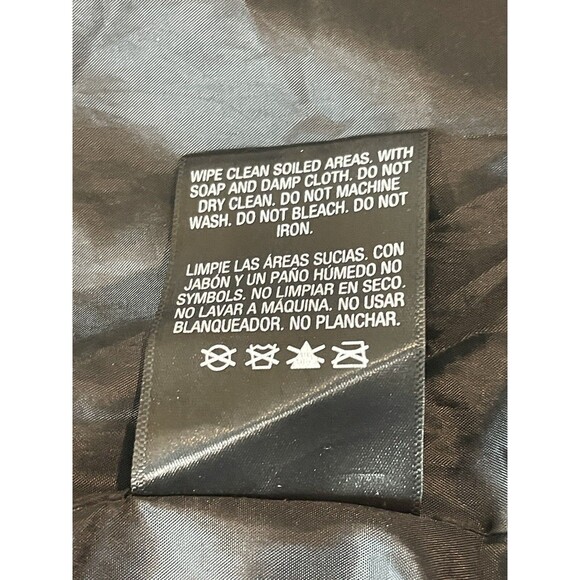 WIPE CLEAN SOILED AREAS. WITH
SOAP AND DAMP CLOTH. DO NOT
DRY CLEAN. DO NOT MACHINE
WASH. DO NOT BLEACH. DO NOT
IRON.
LIMPIE LAS ÁREAS SUCIAS. CON
JABÓN Y UN PAÑO HÚMEDO NO
SYMBOLS. NO LIMPIAR EN SECO.
NO LAVAR A MÁQUINA. NO USAR
BLANQUEADOR. NO PLANCHAR.